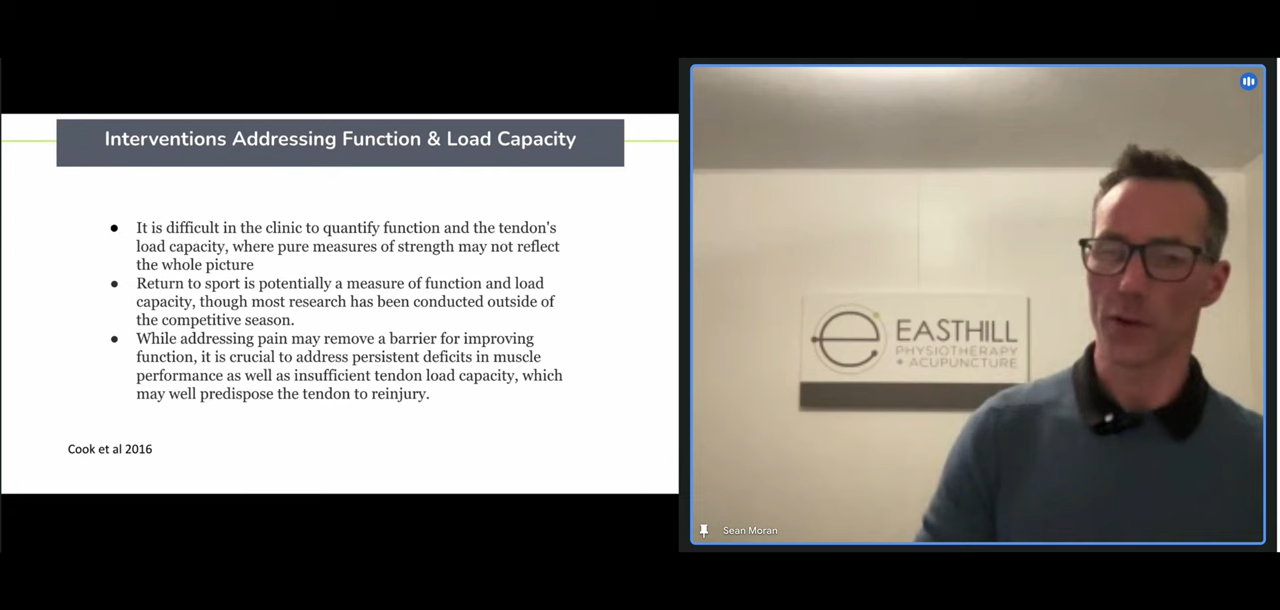 Interventions Addressing Function & Load Capacity
● It is difficult in the clinic to quantify function and the tendon's
load capacity, where pure measures of strength may not reflect
the whole picture
● Return to sport is potentially a measure of function and load
capacity, though most research has been conducted outside of
the competitive season.
● While addressing pain may remove a barrier for improving
function, it is crucial to address persistent deficits in muscle
performance as well as insufficient tendon load capacity, which
may well predispose the tendon to reinjury.
Cook et al 2016
EASTHILL
PHYSIOTHERAPY
+ ACUPUNCTURE
Sean Moran